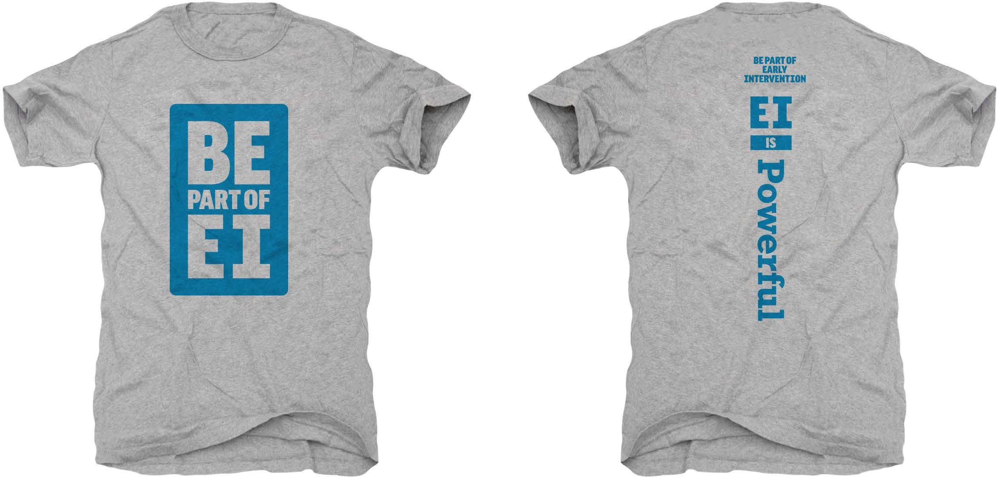 BE
PART OF
EI
BE PART OF
EARLY
INTERVENTION
EI
IS
Powerful